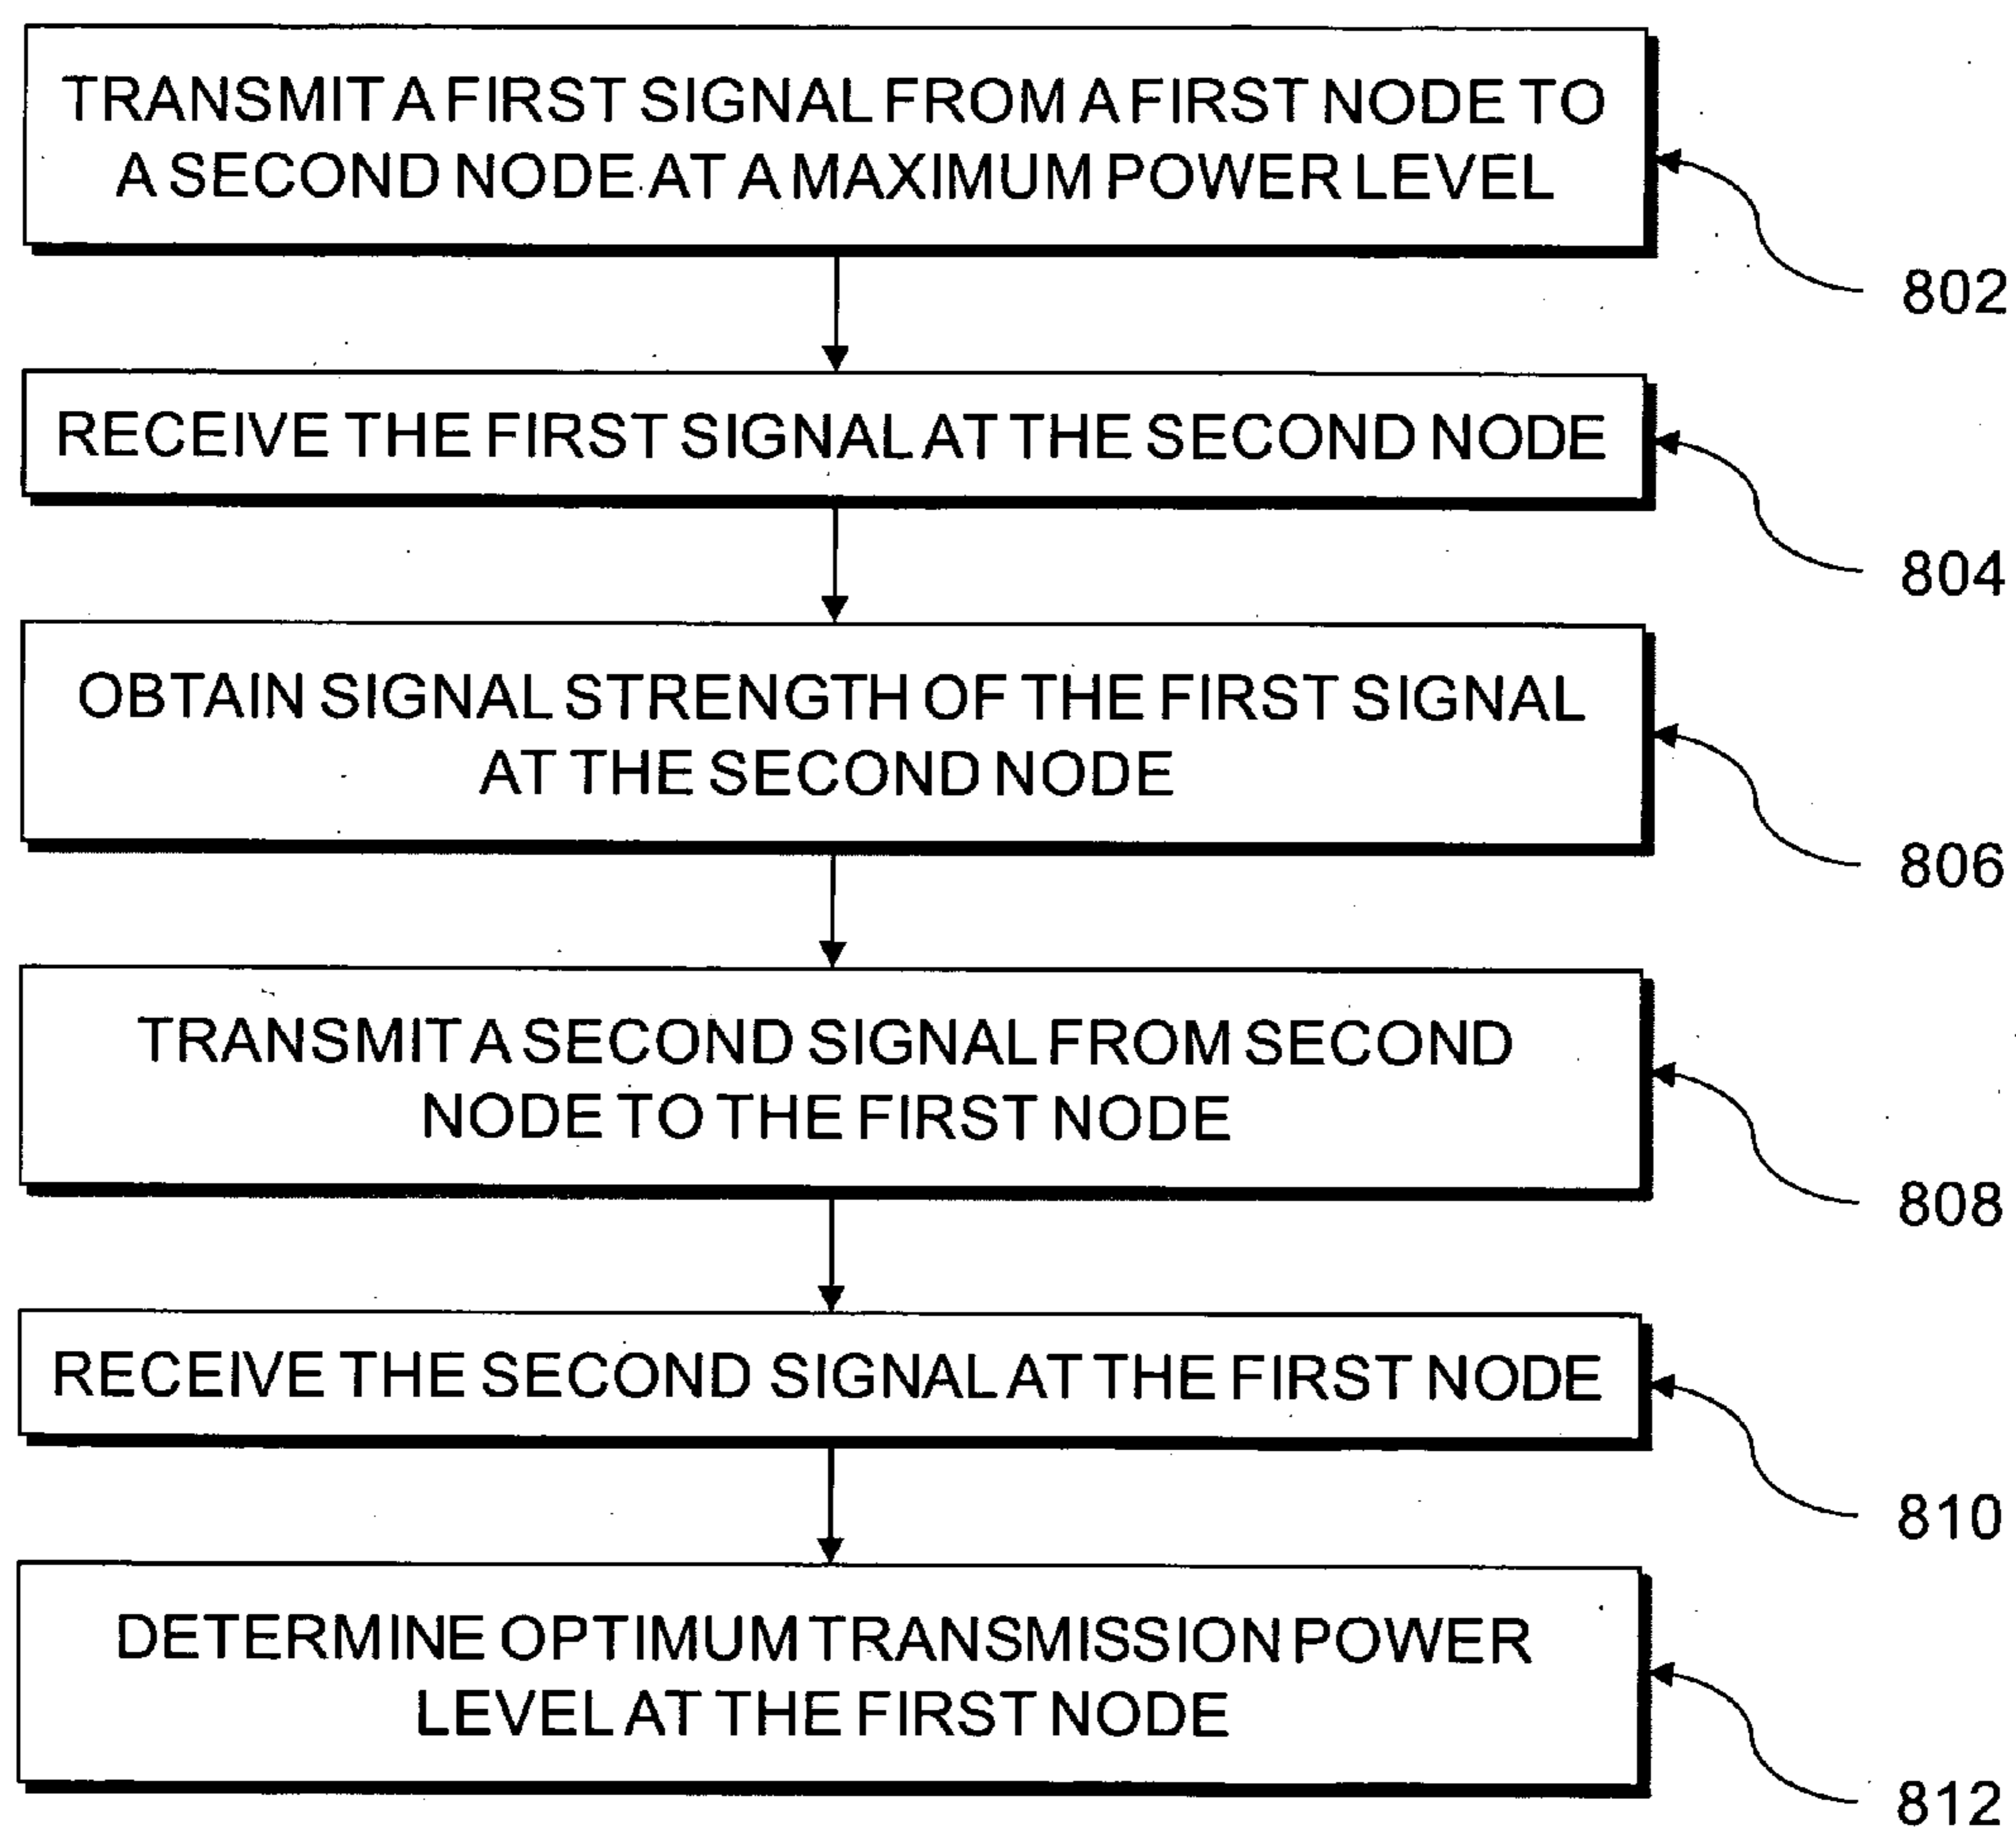 TRANSMIT A FIRST SIGNAL FROM A FIRST NODE TO
A SECOND NODE AT A MAXIMUM POWER LEVEL
802
RECEIVE THE FIRST SIGNAL AT THE SECOND NODE
804
OBTAIN SIGNAL STRENGTH OF THE FIRST SIGNAL
AT THE SECOND NODE
806
TRANSMIT A SECOND SIGNAL FROM SECOND
NODE TO THE FIRST NODE
808
RECEIVE THE SECOND SIGNAL AT THE FIRST NODE
810
DETERMINE OPTIMUM TRANSMISSION POWER
LEVEL AT THE FIRST NODE
812